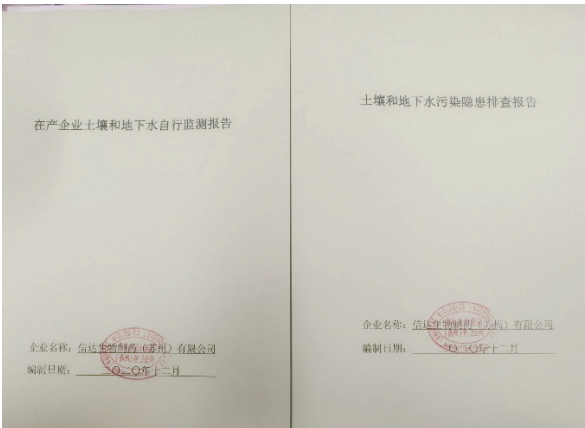 在产企业土壤和地下水自行监测报告
企业名称：信达生物制药（苏州）有限公司
编制日期：二〇二〇年十二月
土壤和地下水污染隐患排查报告
企业名称：信达生物制药（苏州）有限公司
编制日期：二〇二〇年十二月